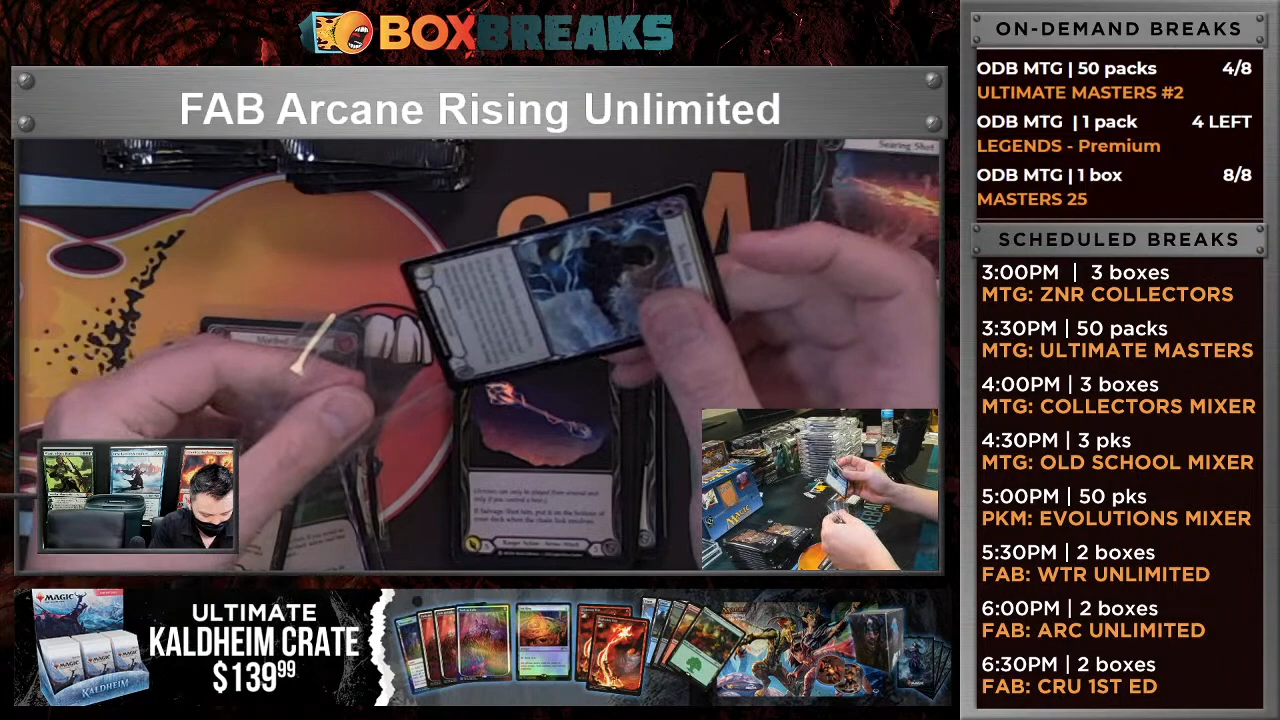 BOXBREAKS
FAB Arcane Rising Unlimited
Searing Shot
MAGIC
MAGIC
KALDHEIM
ULTIMATE
KALDHEIM CRATE
$139.99
ON-DEMAND BREAKS
ODB MTG | 50 packs 4/8
ULTIMATE MASTERS #2
ODB MTG | 1 pack 4 LEFT
LEGENDS - Premium
ODB MTG | 1 box 8/8
MASTERS 25
SCHEDULED BREAKS
3:00PM | 3 boxes
MTG: ZNR COLLECTORS
3:30PM | 50 packs
MTG: ULTIMATE MASTERS
4:00PM | 3 boxes
MTG: COLLECTORS MIXER
4:30PM | 3 pks
MTG: OLD SCHOOL MIXER
5:00PM | 50 pks
PKM: EVOLUTIONS MIXER
5:30PM | 2 boxes
FAB: WTR UNLIMITED
6:00PM | 2 boxes
FAB: ARC UNLIMITED
6:30PM | 2 boxes
FAB: CRU 1ST ED